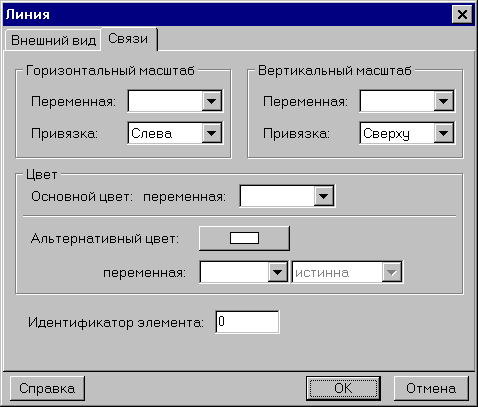 Линия
Внешний вид Связи
Горизонтальный масштаб Вертикальный масштаб
Переменная: Переменная:
Привязка: Слева Привязка: Сверху
Цвет
Основной цвет: переменная:
Альтернативный цвет:
переменная: истинна
Идентификатор элемента: 0
Справка OK Отмена